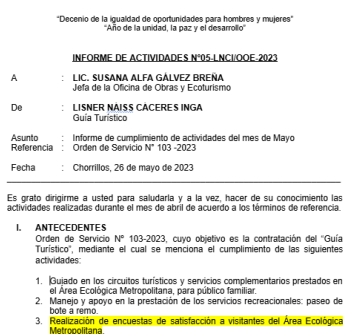 "Decenio de la igualdad de oportunidades para hombres y mujeres"
"Año de la unidad, la paz y el desarrollo"
INFORME DE ACTIVIDADES N°05-LNCI/OOE-2023
A : LIC. SUSANA ALFA GÁLVEZ BREÑA
Jefa de la Oficina de Obras y Ecoturismo
De : LISNER NAISS CACERES INGA
Guía Turístico
Asunto : Informe de cumplimiento de actividades del mes de Mayo
Referencia : Orden de Servicio N° 103 -2023
Fecha : Chorrillos, 26 de mayo de 2023
Es grato dirigirme a usted para saludarla y a la vez, hacer de su conocimiento las
actividades realizadas durante el mes de abril de acuerdo a los términos de referencia.
I. ANTECEDENTES
Orden de Servicio Nº 103-2023, cuyo objetivo es la contratación del "Guía
Turístico", mediante el cual se menciona el cumplimiento de las siguientes
actividades:
1. Guiado en los circuitos turísticos y servicios complementarios prestados en
el Área Ecológica Metropolitana, para público familiar.
2. Manejo y apoyo en la prestación de los servicios recreacionales: paseo de
bote a remo.
3. Realización de encuestas de satisfacción a visitantes del Área Ecológica
Metropolitana.